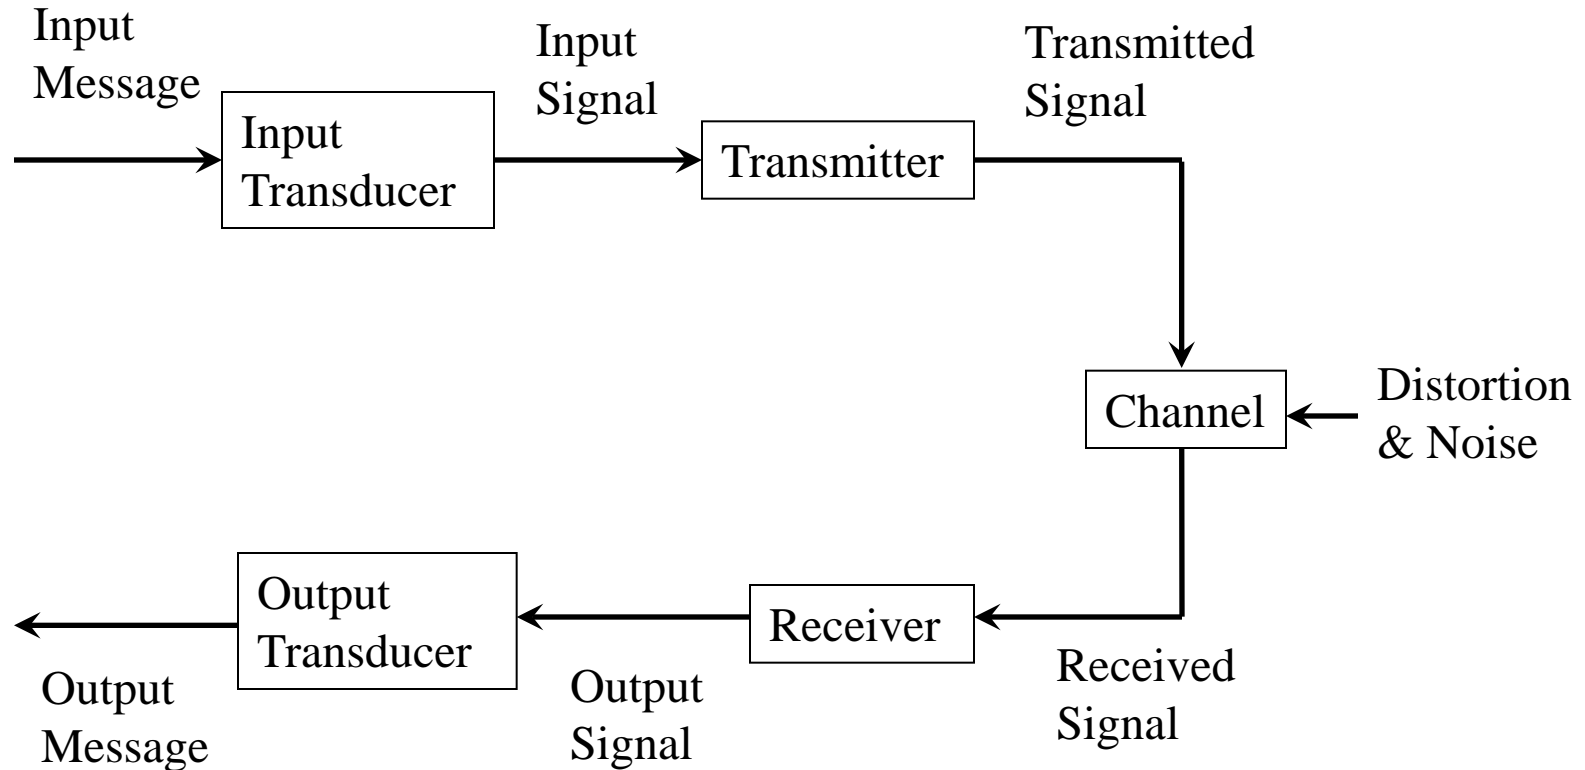 Input
Message
Input
Signal
Transmitted
Signal
Input
Transducer
Transmitter
Channel
Distortion
& Noise
Output
Transducer
Receiver
Output
Message
Output
Signal
Received
Signal